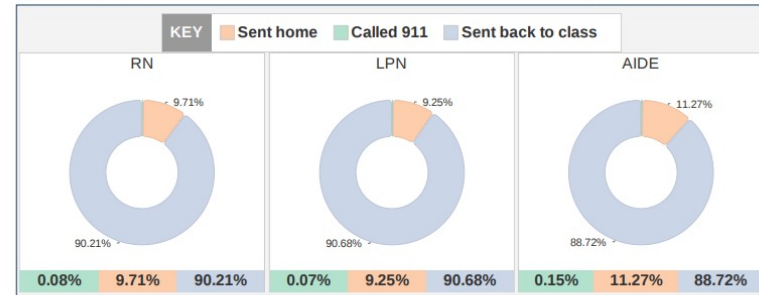 KEY Sent home Called 911 Sent back to class
RN
9.71%
90.21%
0.08% 9.71% 90.21%
LPN
9.25%
90.68%
0.07% 9.25% 90.68%
AIDE
11.27%
88.72%
0.15% 11.27% 88.72%